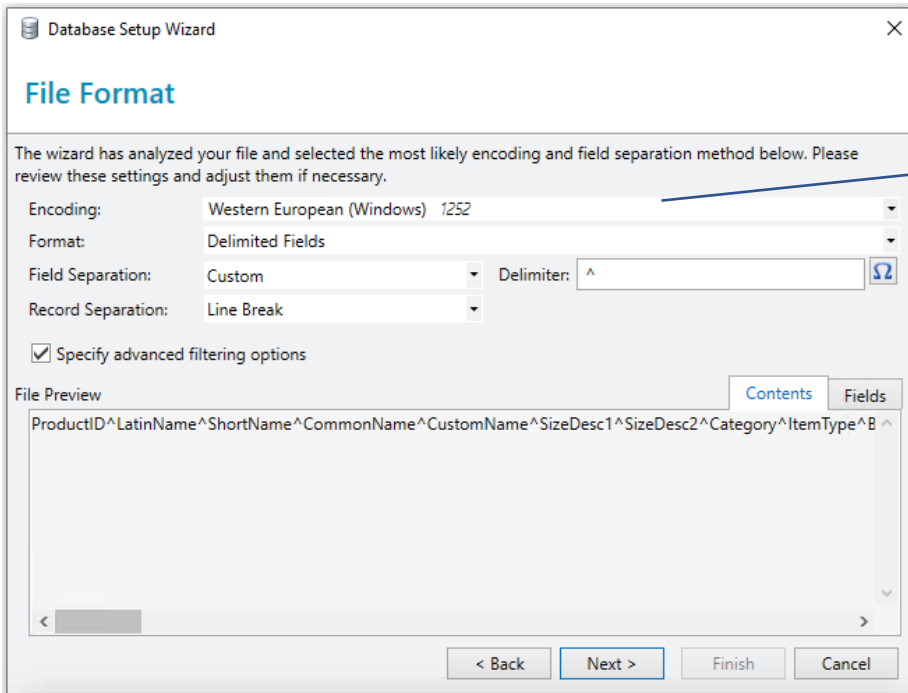 Database Setup Wizard
File Format
The wizard has analyzed your file and selected the most likely encoding and field separation method below. Please
review these settings and adjust them if necessary.
Encoding: Western European (Windows) 1252
Format: Delimited Fields
Field Separation: Custom Delimiter: ^ Ω
Record Separation: Line Break
Specify advanced filtering options
File Preview Contents Fields
ProductID^LatinName^ShortName^CommonName^CustomName^SizeDesc1^SizeDesc2^Category^ItemType^B
< Back Next > Finish Cancel